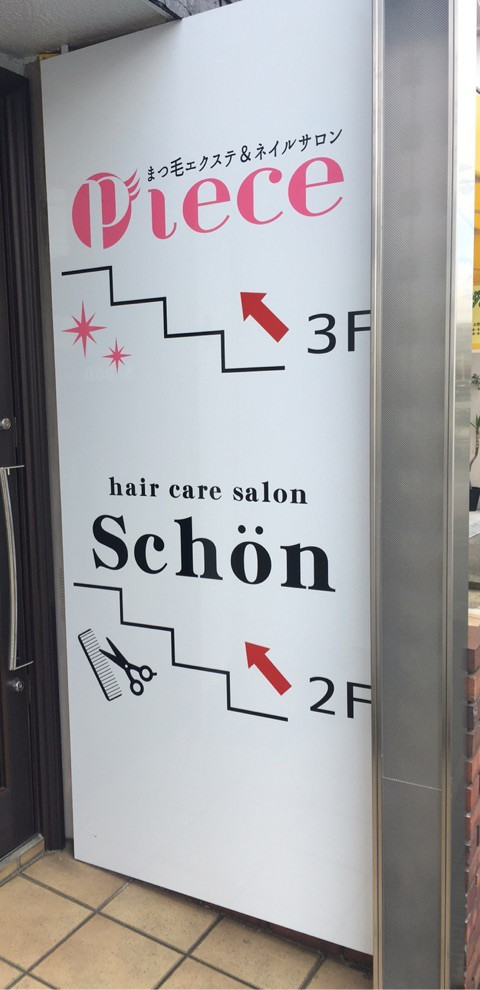 まつ毛エクステ&ネイルサロン
Piece
3F
hair care salon
Schön
2F